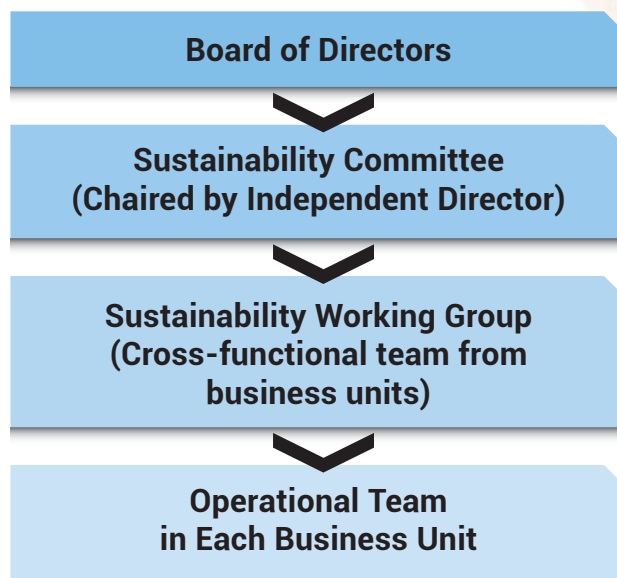 Board of Directors
Sustainability Committee
(Chaired by Independent Director)
Sustainability Working Group
(Cross-functional team from
business units)
Operational Team
in Each Business Unit